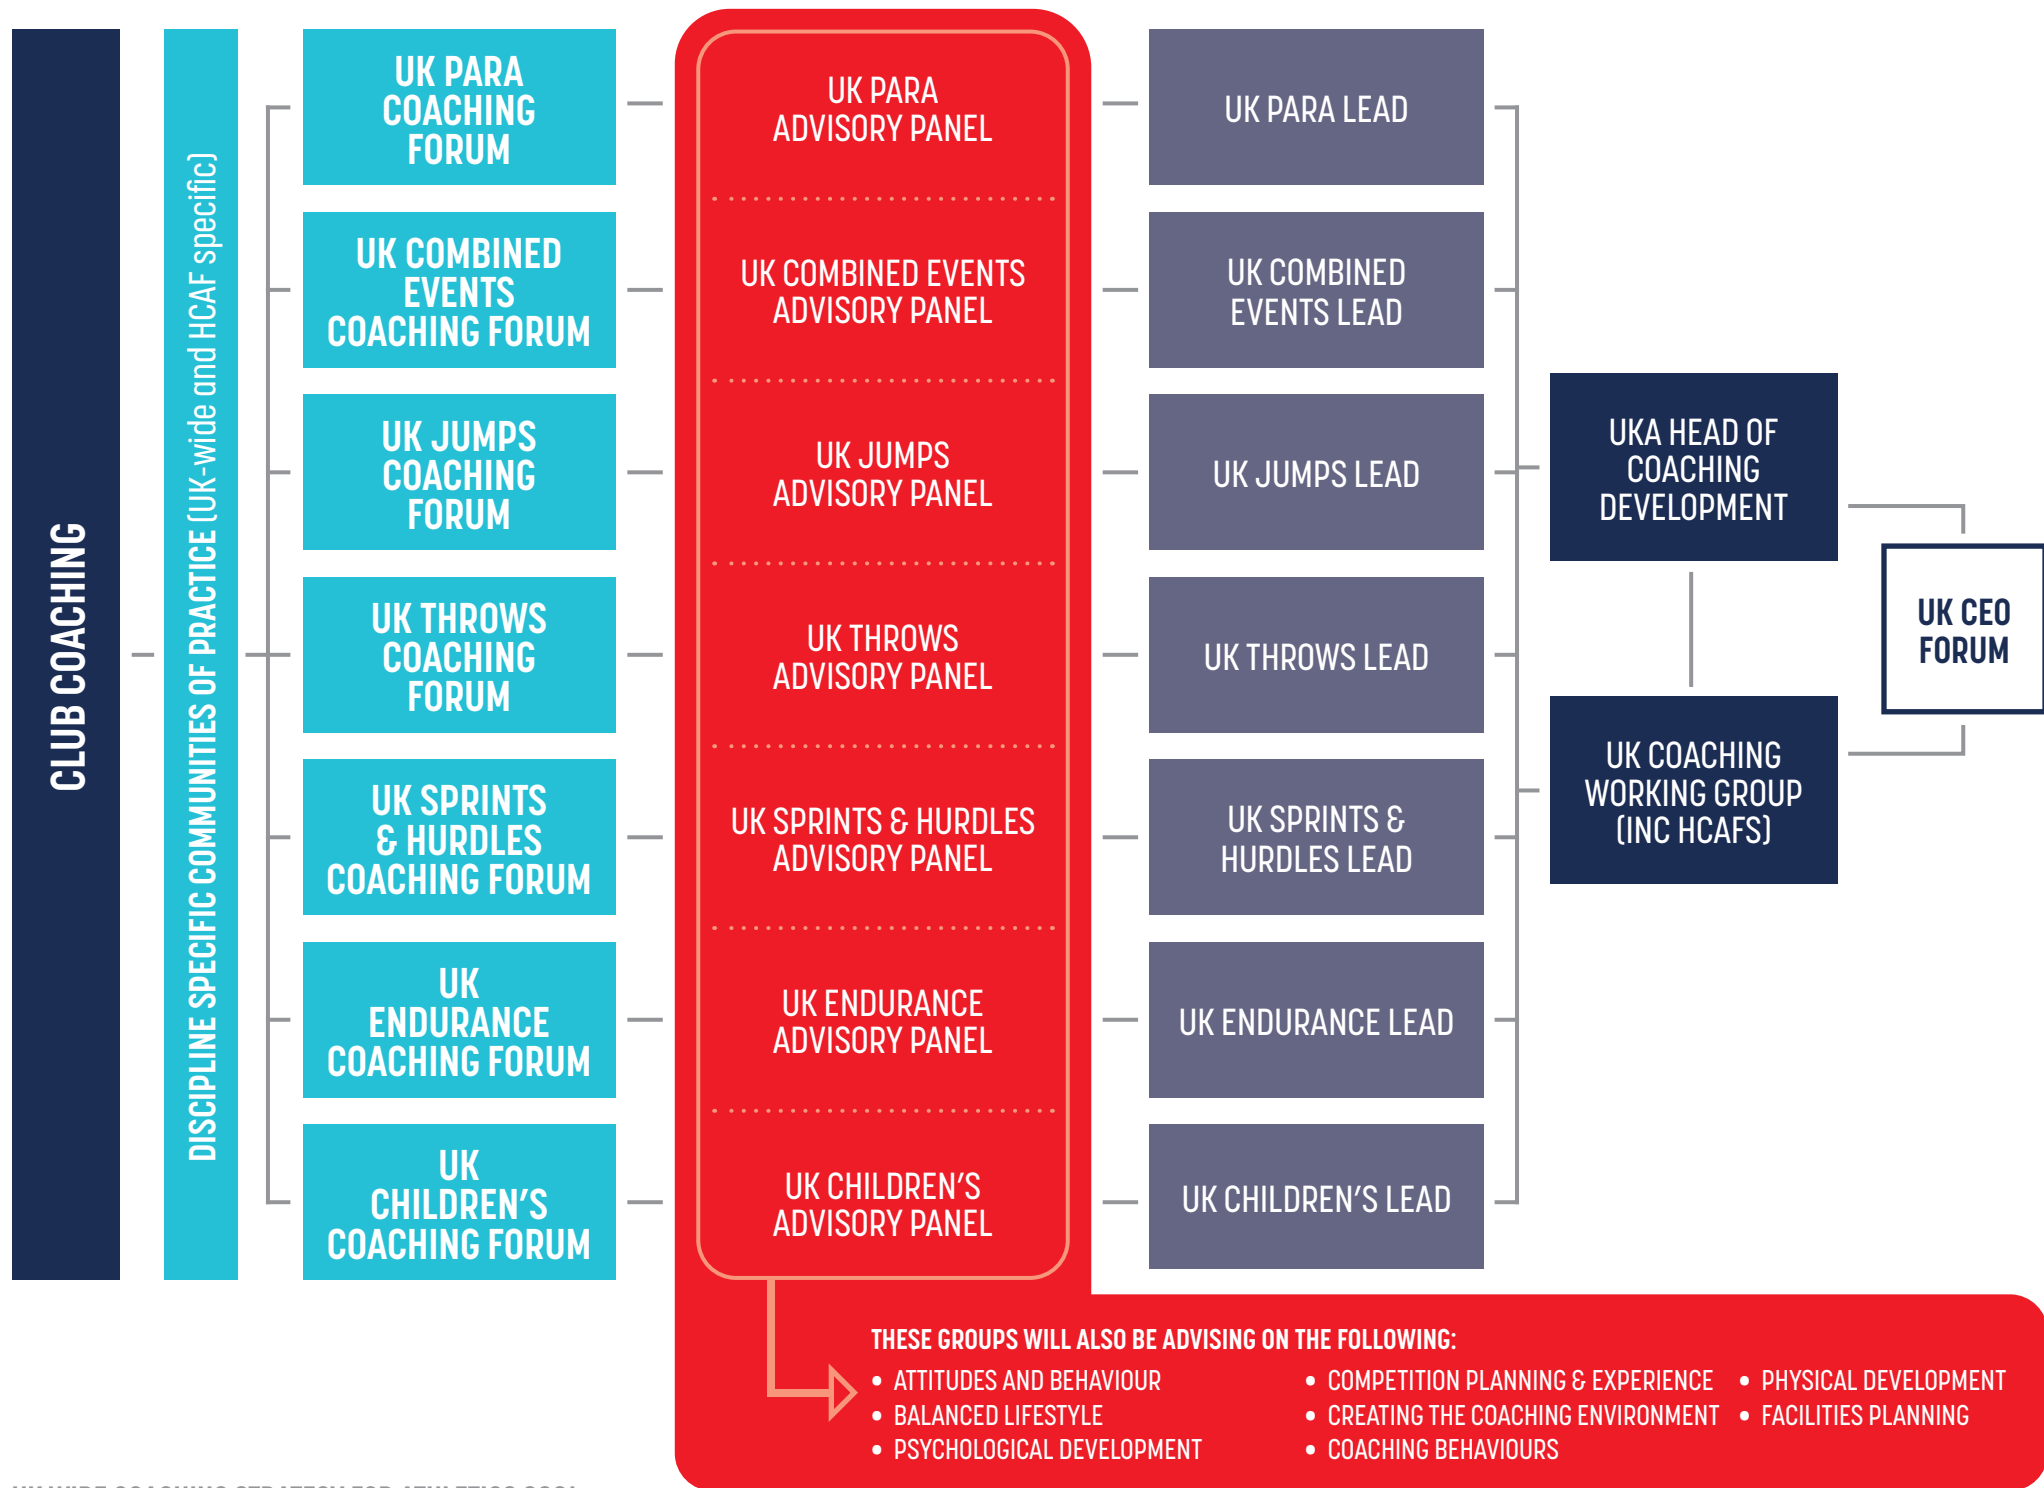 CLUB COACHING
DISCIPLINE SPECIFIC COMMUNITIES OF PRACTICE (UK-wide and HCAF specific)
UK PARA
COACHING
FORUM
UK COMBINED
EVENTS
COACHING FORUM
UK JUMPS
COACHING
FORUM
UK THROWS
COACHING
FORUM
UK SPRINTS
& HURDLES
COACHING FORUM
UK
ENDURANCE
COACHING FORUM
UK
CHILDREN'S
COACHING FORUM
UK PARA
ADVISORY PANEL
UK COMBINED EVENTS
ADVISORY PANEL
UK JUMPS
ADVISORY PANEL
UK THROWS
ADVISORY PANEL
UK SPRINTS & HURDLES
ADVISORY PANEL
UK ENDURANCE
ADVISORY PANEL
UK CHILDREN'S
ADVISORY PANEL
UK PARA LEAD
UK COMBINED
EVENTS LEAD
UK JUMPS LEAD
UK THROWS LEAD
UK SPRINTS &
HURDLES LEAD
UK ENDURANCE LEAD
UK CHILDREN'S LEAD
UKA HEAD OF
COACHING
DEVELOPMENT
UK COACHING
WORKING GROUP
(INC HCAFS)
UK CEO
FORUM
THESE GROUPS WILL ALSO BE ADVISING ON THE FOLLOWING:
• ATTITUDES AND BEHAVIOUR
• BALANCED LIFESTYLE
• PSYCHOLOGICAL DEVELOPMENT
• COMPETITION PLANNING & EXPERIENCE
• CREATING THE COACHING ENVIRONMENT
• COACHING BEHAVIOURS
• PHYSICAL DEVELOPMENT
• FACILITIES PLANNING